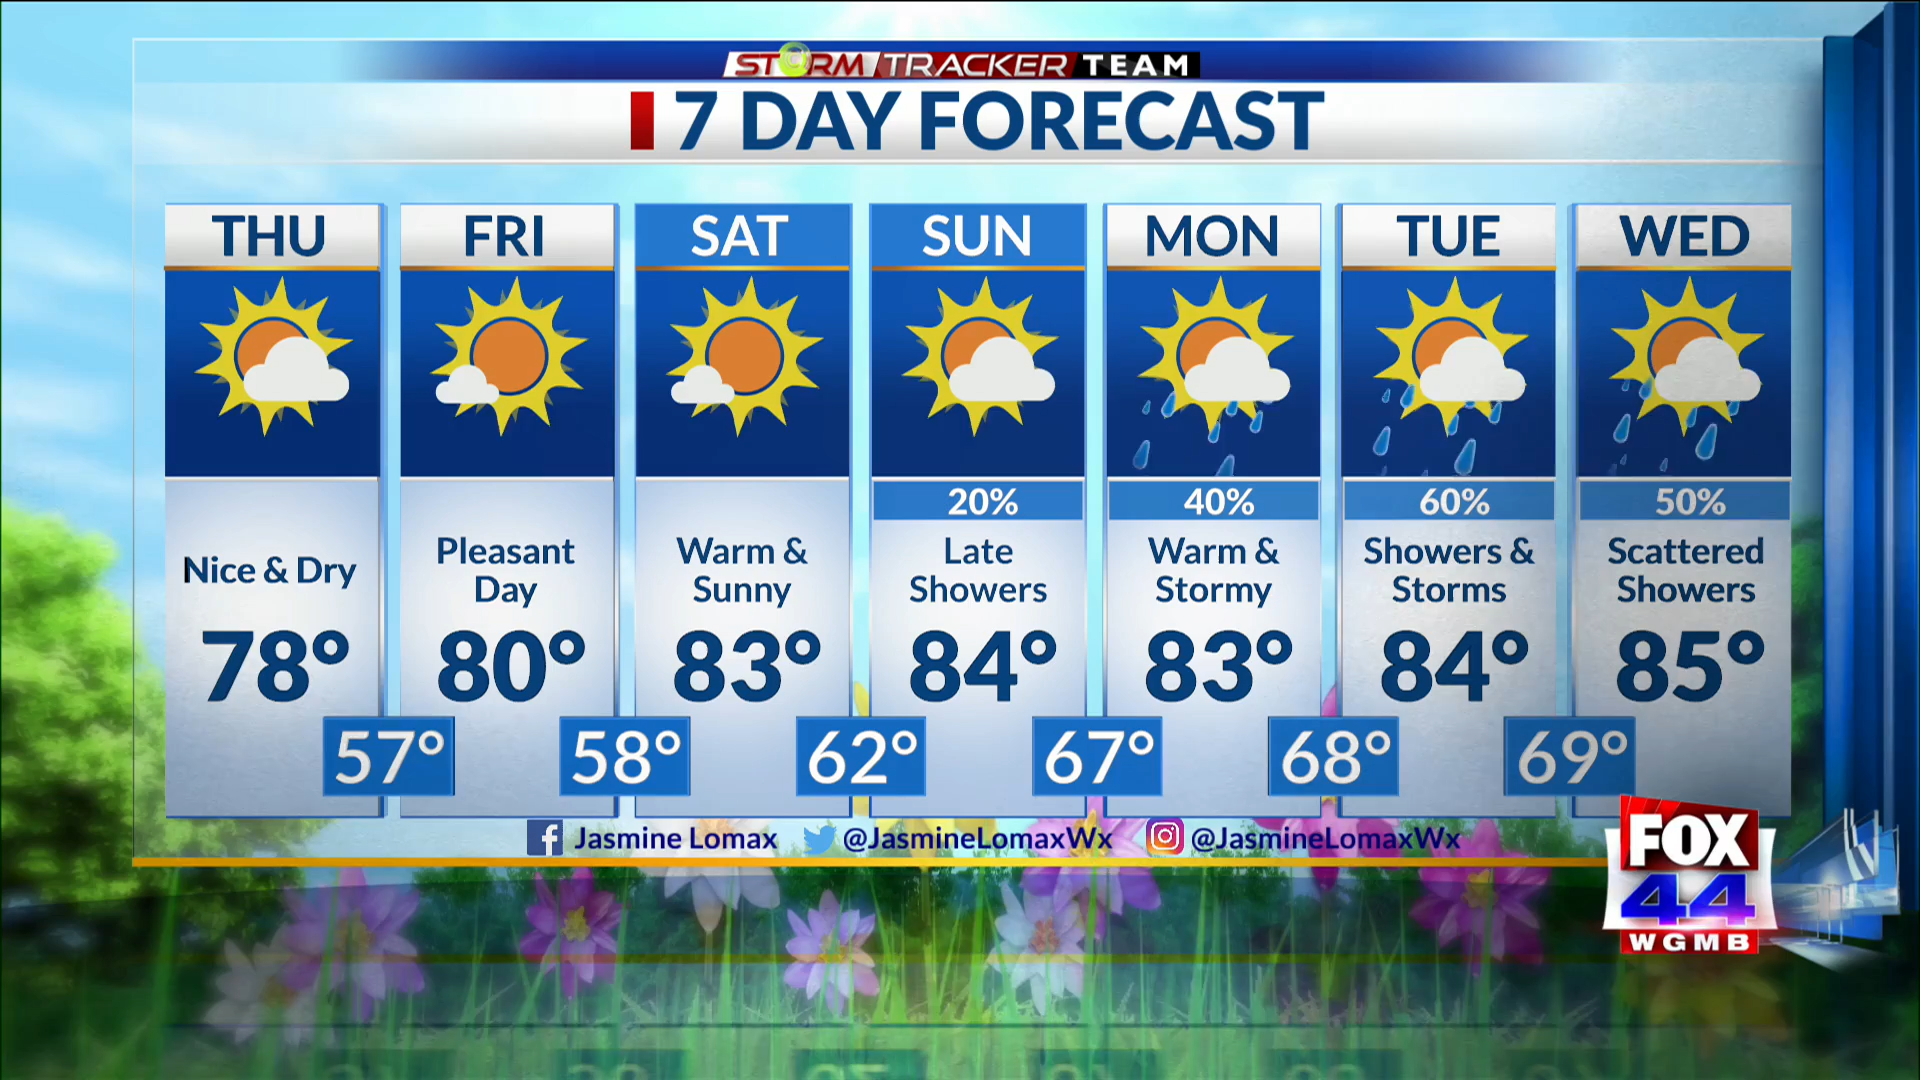 STORM TRACKER TEAM
7 DAY FORECAST
THU FRI SAT SUN MON TUE WED
20% 40% 60% 50%
Nice & Dry
Pleasant
Day
Warm &
Sunny
Late
Showers
Warm &
Stormy
Showers &
Storms
Scattered
Showers
78° 80° 83° 84° 83° 84° 85°
57° 58° 62° 67° 68° 69°
Jasmine Lomax @JasmineLomaxWx @JasmineLomaxWx
FOX
44
WGMB